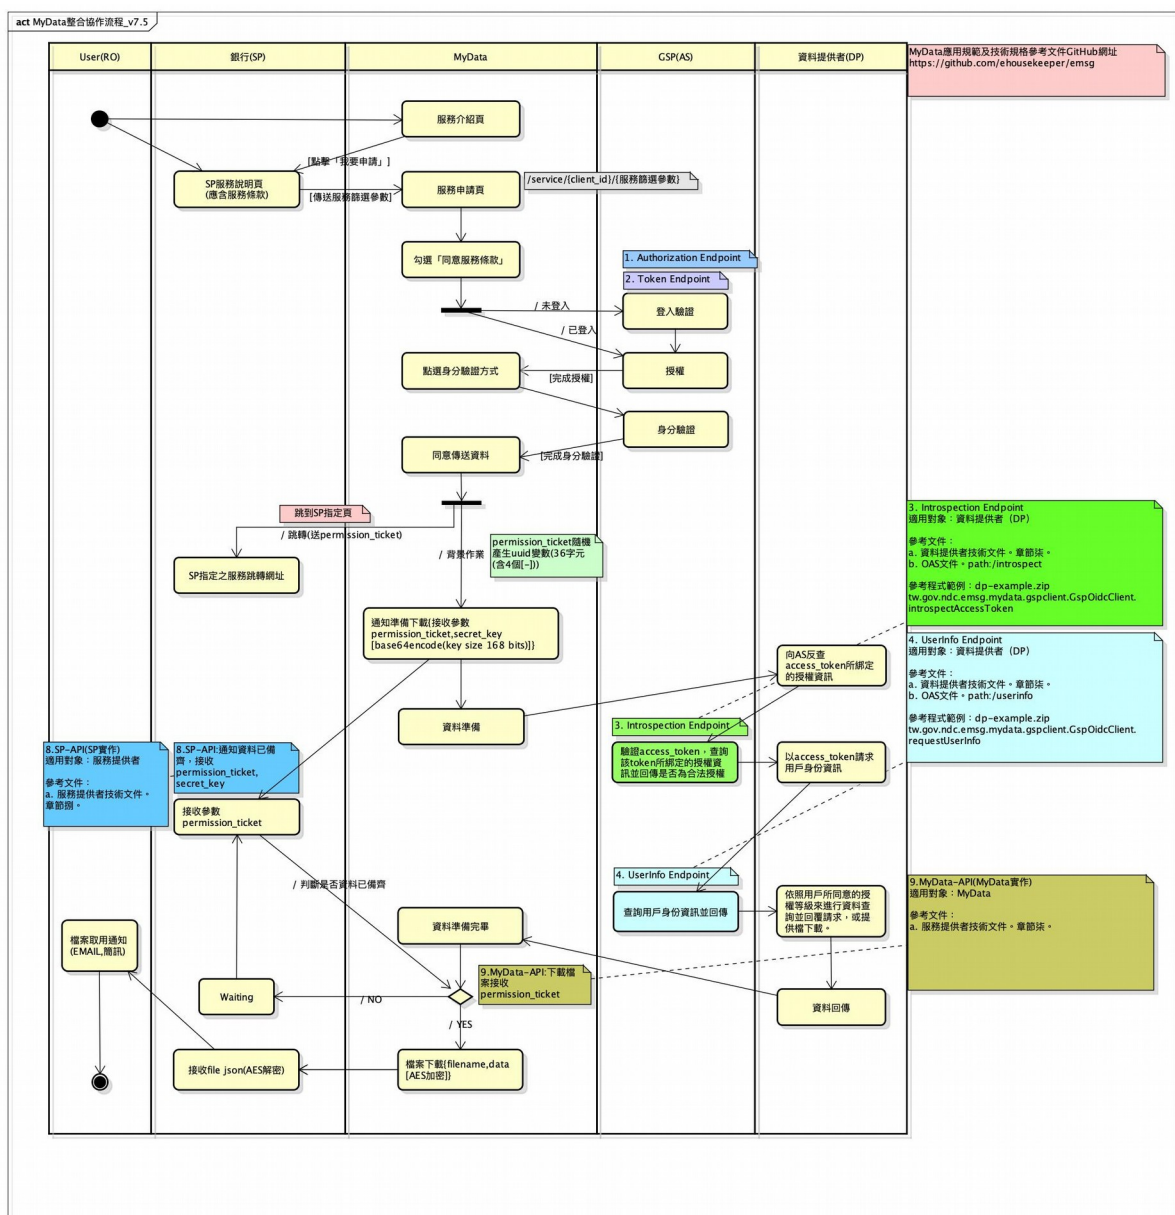 act MyData整合協作流程_v7.5
User(RO)
銀行(SP)
MyData
GSP(AS)
資料提供者(DP)
MyData應用規範及技術規格參考文件GitHub網址
https://github.com/ehousekeeper/emsg
服務介紹頁
[點擊「我要申請」]
SP服務說明頁
(應含服務條款)
[傳送服務篩選參數]
服務申請頁
/service/{client_id}/{服務篩選參數}
勾選「同意服務條款」
1. Authorization Endpoint
2. Token Endpoint
/ 未登入
登入驗證
/ 已登入
點選身分驗證方式
[完成授權]
授權
身分驗證
同意傳送資料
[完成身分驗證]
跳到SP指定頁
/ 跳轉(送permission_ticket)
SP指定之服務跳轉網址
/ 背景作業
permission_ticket隨機
產生uuid變數(36字元
(含4個[-]))
3. Introspection Endpoint
適用對象：資料提供者（DP）
參考文件：
a. 資料提供者技術文件。章節柒。
b. OAS文件。path:/introspect
參考程式範例：dp-example.zip
tw.gov.ndc.emsg.mydata.gspclient.GspOidcClient.
introspectAccessToken
通知準備下載{接收參數
permission_ticket,secret_key
[base64encode(key size 168 bits)]}
向AS反查
access_token所綁定
的授權資訊
4. UserInfo Endpoint
適用對象：資料提供者（DP）
參考文件：
a. 資料提供者技術文件。章節柒。
b. OAS文件。path:/userinfo
參考程式範例：dp-example.zip
tw.gov.ndc.emsg.mydata.gspclient.GspOidcClient.
requestUserInfo
資料準備
3. Introspection Endpoint
驗證access_token，查詢
該token所綁定的授權資
訊並回傳是否為合法授權
以access_token請求
用戶身份資訊
8.SP-API(SP實作)
適用對象：服務提供者
參考文件：
a. 服務提供者技術文件。
章節捌。
8.SP-API:通知資料已備
齊，接收
permission_ticket,
secret_key
接收參數
permission_ticket
/ 判斷是否資料已備齊
4. UserInfo Endpoint
查詢用戶身份資訊並回傳
依照用戶所同意的授
權等級來進行資料查
詢並回覆請求，或提
供檔下載。
9.MyData-API(MyData實作)
適用對象：MyData
參考文件：
a. 服務提供者技術文件。章節柒。
檔案取用通知
(EMAIL,簡訊)
資料準備完畢
9.MyData-API:下載檔
案接收
permission_ticket
Waiting
/ NO
資料回傳
/ YES
接收file json(AES解密)
檔案下載{filename,data
[AES加密]}